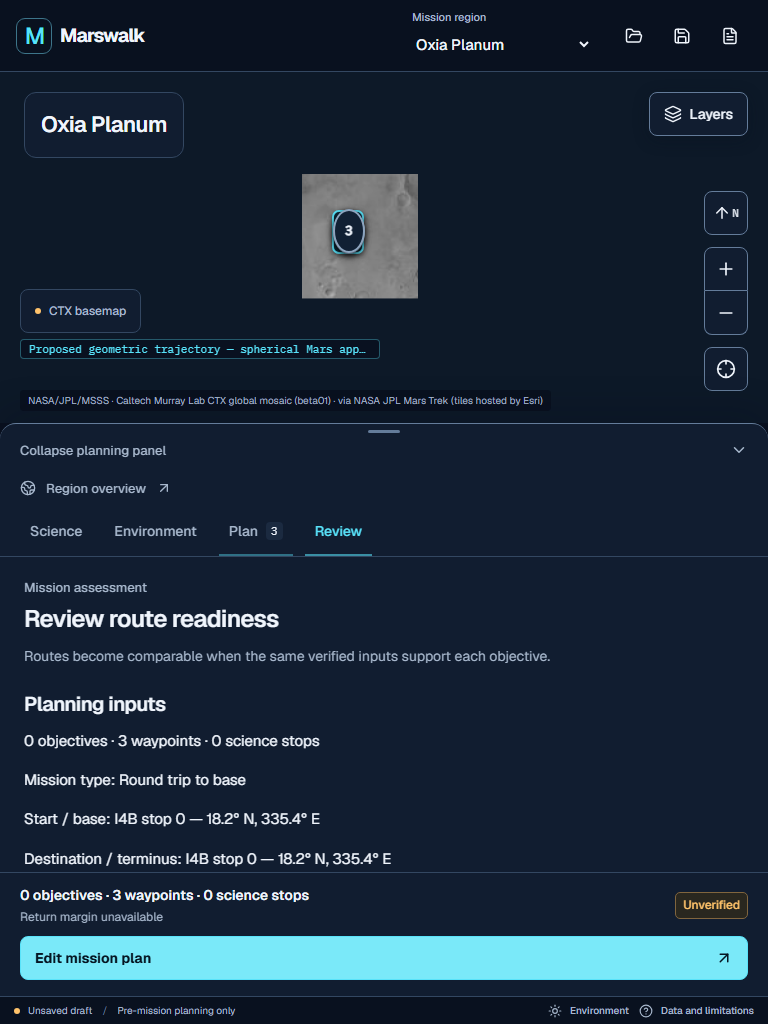 M Marswalk
Mission region
Oxia Planum
Oxia Planum
Layers
N
3
CTX basemap
Proposed geometric trajectory — spherical Mars app…
NASA/JPL/MSSS · Caltech Murray Lab CTX global mosaic (beta01) · via NASA JPL Mars Trek (tiles hosted by Esri)
Collapse planning panel
Region overview
Science Environment Plan 3 Review
Mission assessment
Review route readiness
Routes become comparable when the same verified inputs support each objective.
Planning inputs
0 objectives · 3 waypoints · 0 science stops
Mission type: Round trip to base
Start / base: I4B stop 0 — 18.2° N, 335.4° E
Destination / terminus: I4B stop 0 — 18.2° N, 335.4° E
0 objectives · 3 waypoints · 0 science stops
Return margin unavailable
Unverified
Edit mission plan
Unsaved draft / Pre-mission planning only
Environment Data and limitations